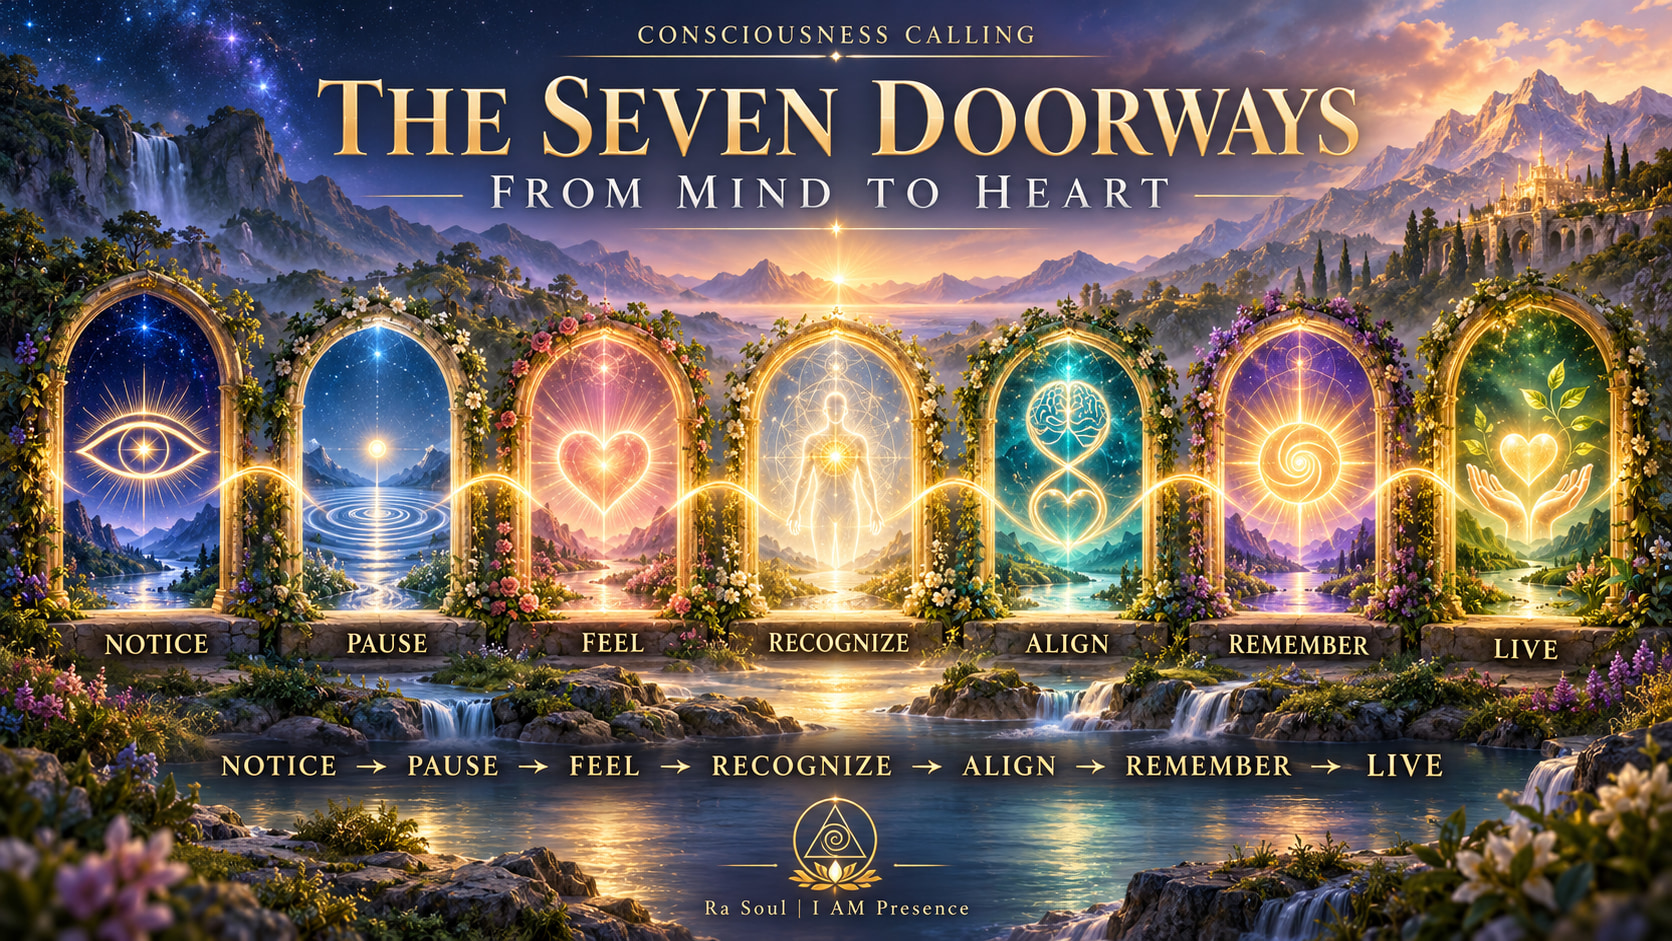 CONSCIOUSNESS CALLING
THE SEVEN DOORWAYS
FROM MIND TO HEART
NOTICE
PAUSE
FEEL
RECOGNIZE
ALIGN
REMEMBER
LIVE
NOTICE → PAUSE → FEEL → RECOGNIZE → ALIGN → REMEMBER → LIVE
Ra Soul | I AM Presence